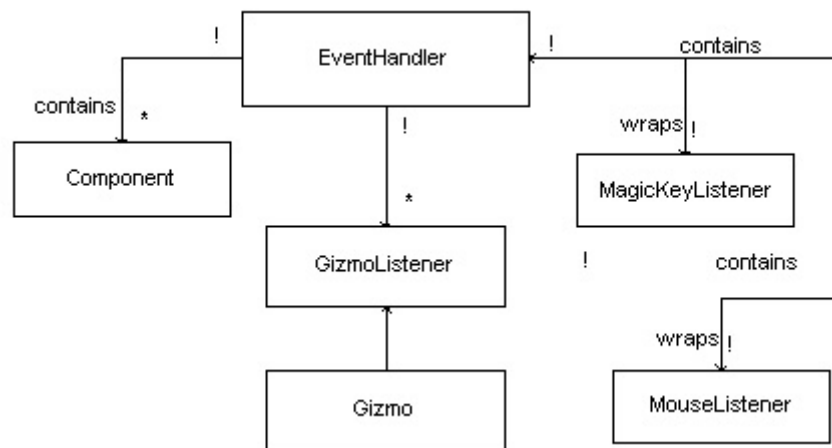 !
EventHandler
!
contains
contains
*
!
wraps
!
Component
MagicKeyListener
*
GizmoListener
!
contains
wraps
!
Gizmo
MouseListener